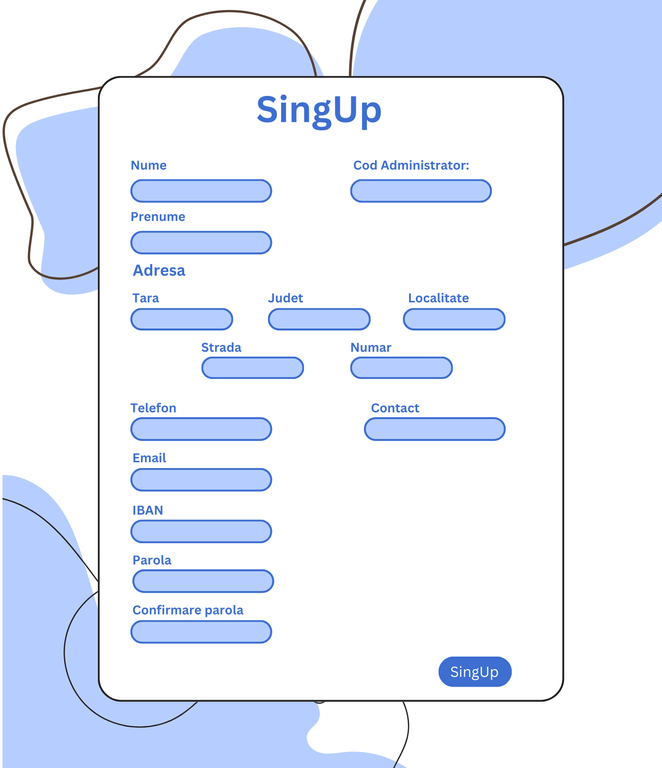 SingUp
Nume
Cod Administrator:
Prenume
Adresa
Tara
Judet
Localitate
Strada
Numar
Telefon
Contact
Email
IBAN
Parola
Confirmare parola
SingUp